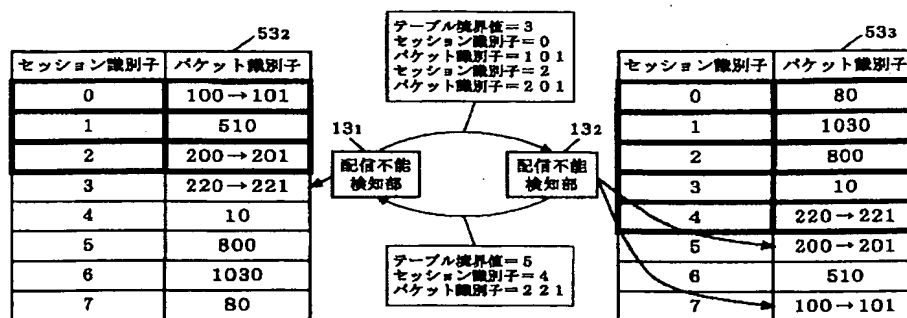 53₂
セッション識別子 パケット識別子
0 100→101
1 510
2 200→201
3 220→221
4 10
5 800
6 1030
7 80
テーブル境界値=3
セッション識別子=0
パケット識別子=101
セッション識別子=2
パケット識別子=201
13₁
配信不能
検知部
13₂
配信不能
検知部
テーブル境界値=5
セッション識別子=4
パケット識別子=221
53₃
セッション識別子 パケット識別子
0 80
1 1030
2 800
3 10
4 220→221
5 200→201
6 510
7 100→101